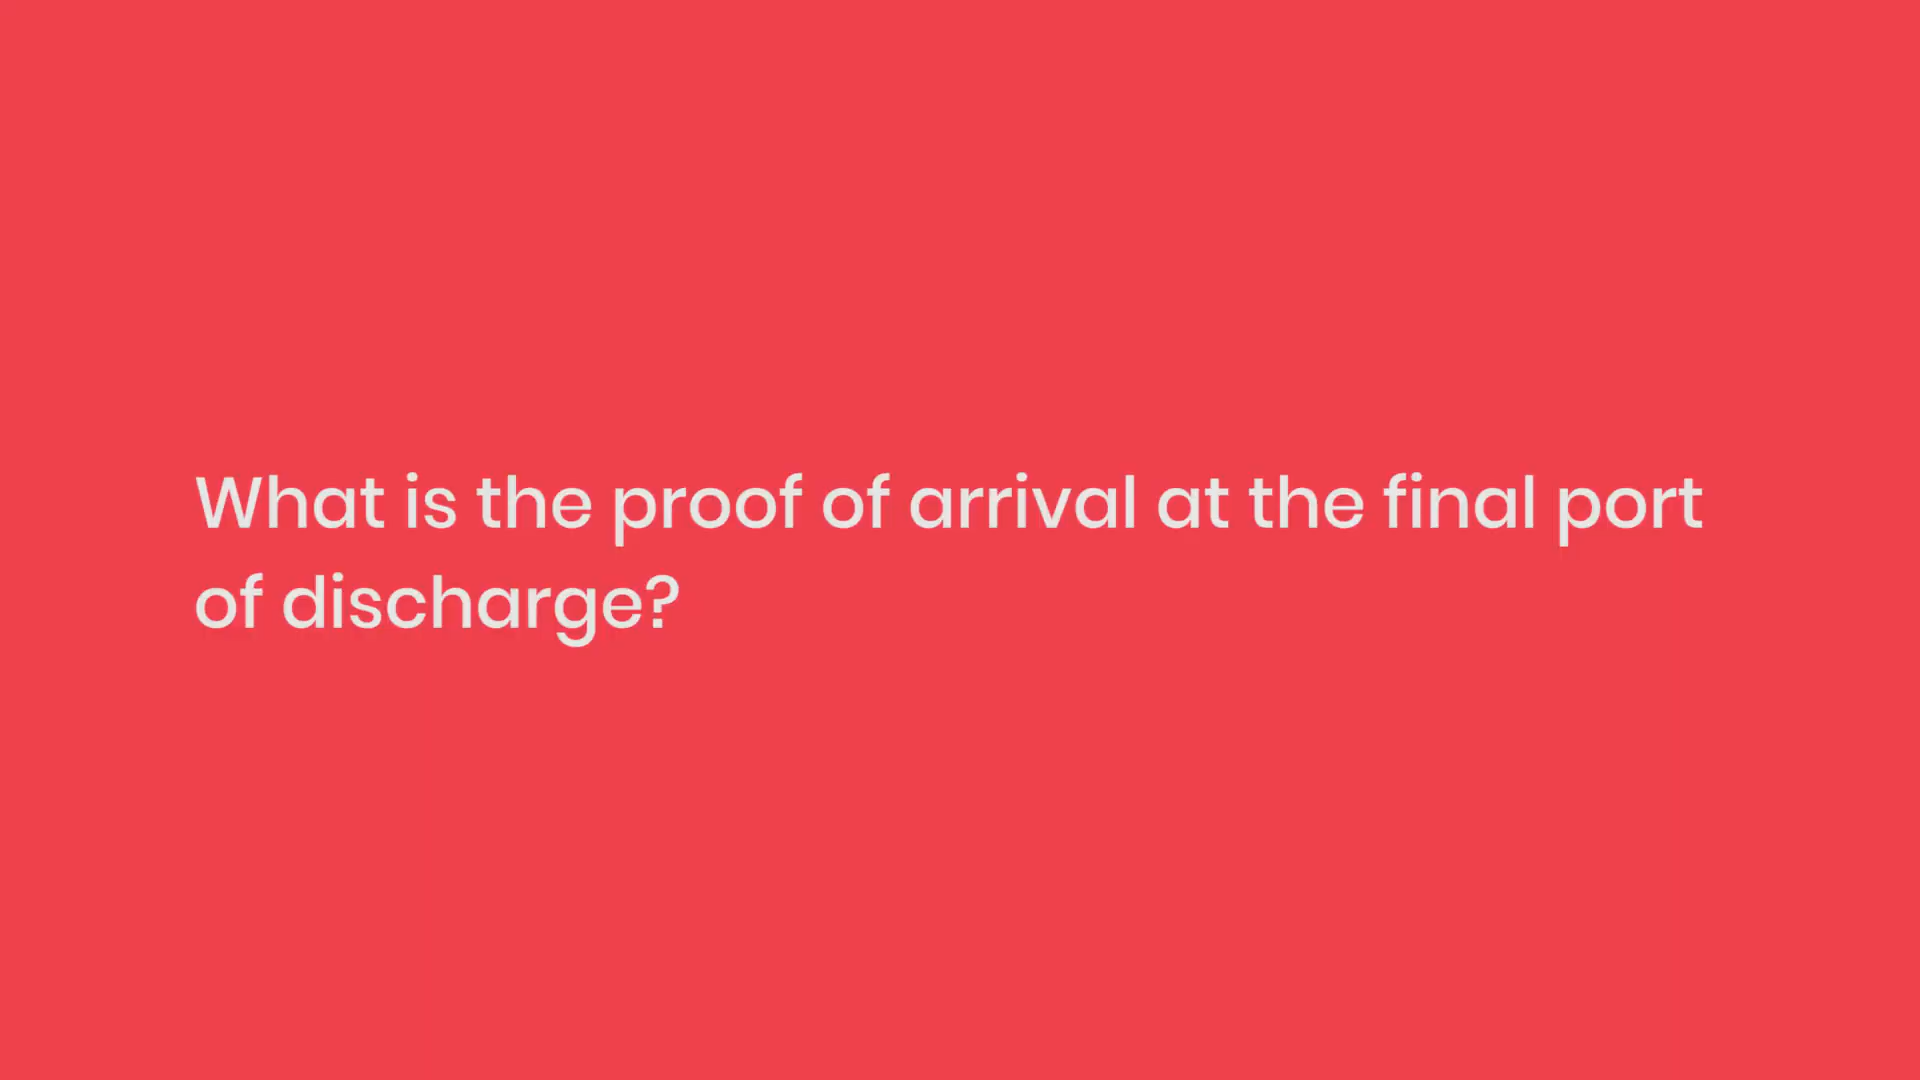 What is the proof of arrival at the final port
of discharge?